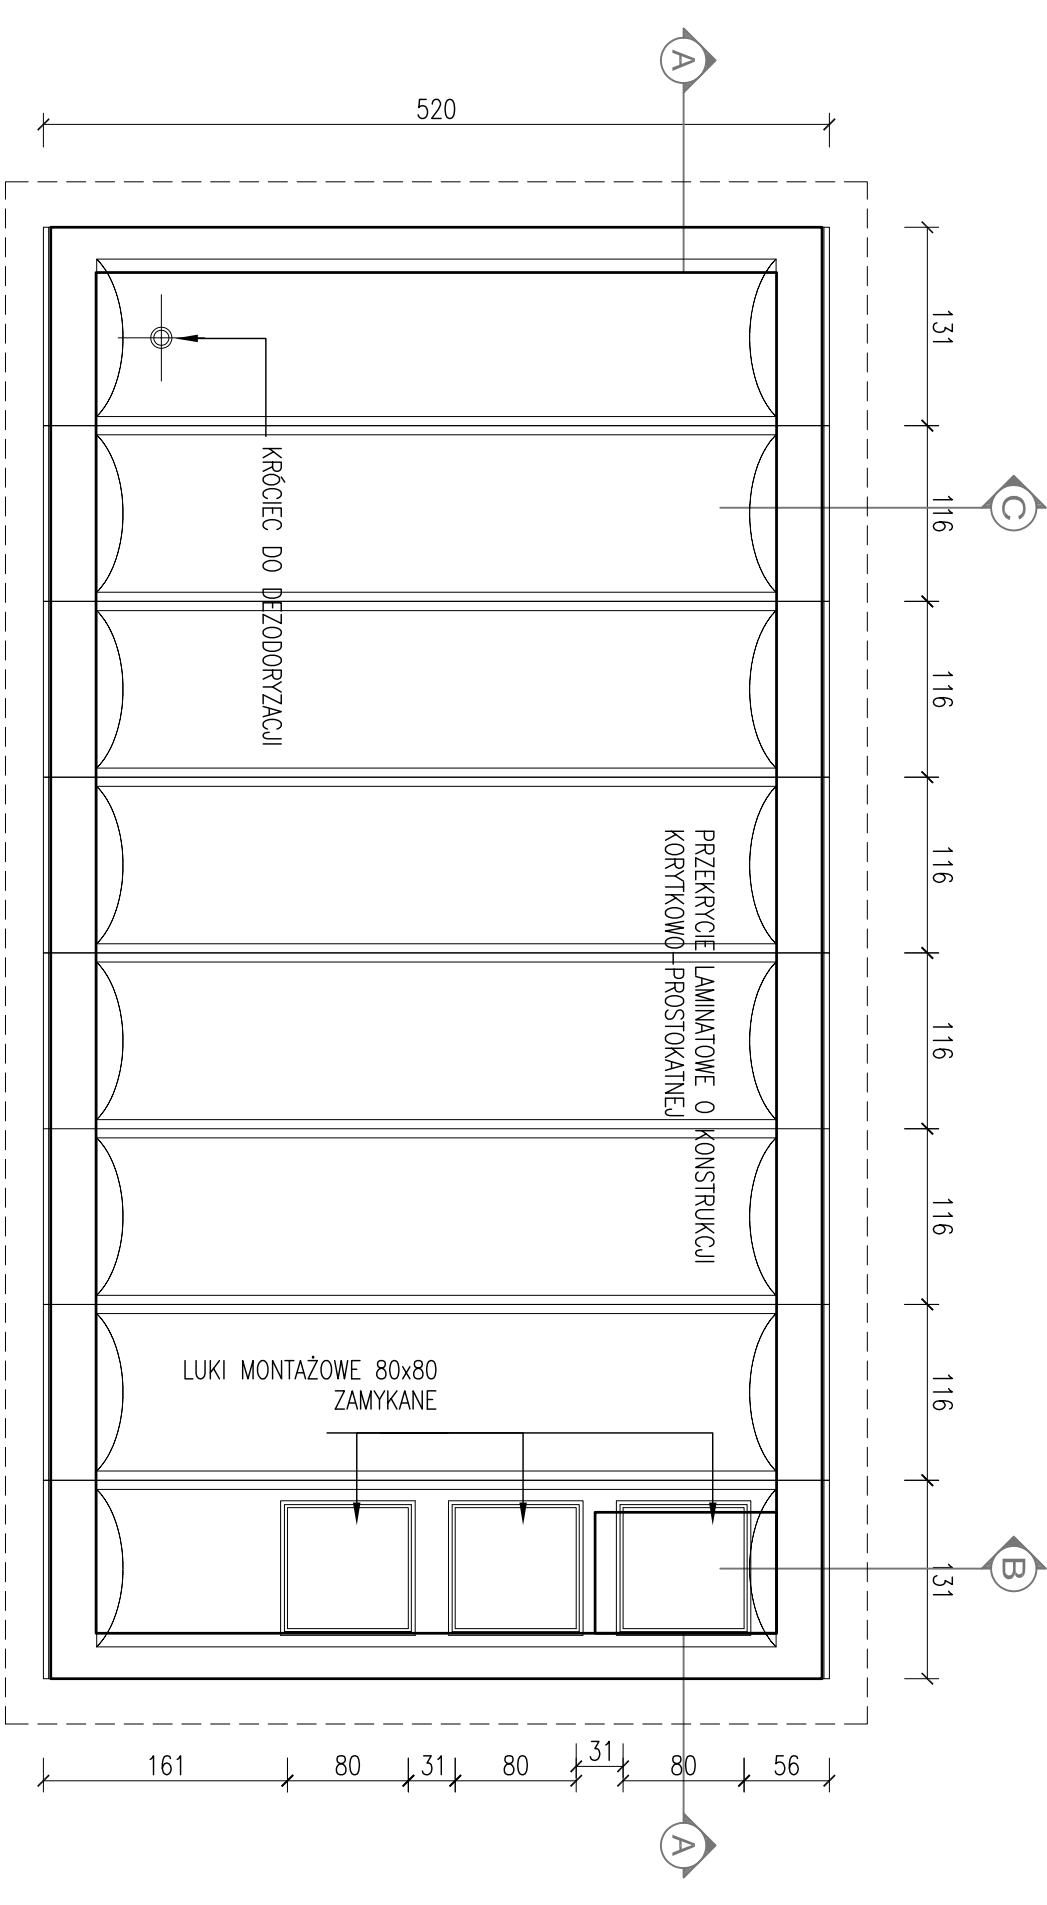 A
520
131
116
C
116
116
116
116
116
131
B
KRÓCIEC DO DEZODORYZACJI
PRZEKRYCIE LAMINATOWE O KONSTRUKCJI
KORYTKOWO-PROSTOKATNEJ
LUKI MONTAŻOWE 80x80
ZAMYKANE
161
80
31
80
31
80
56
A